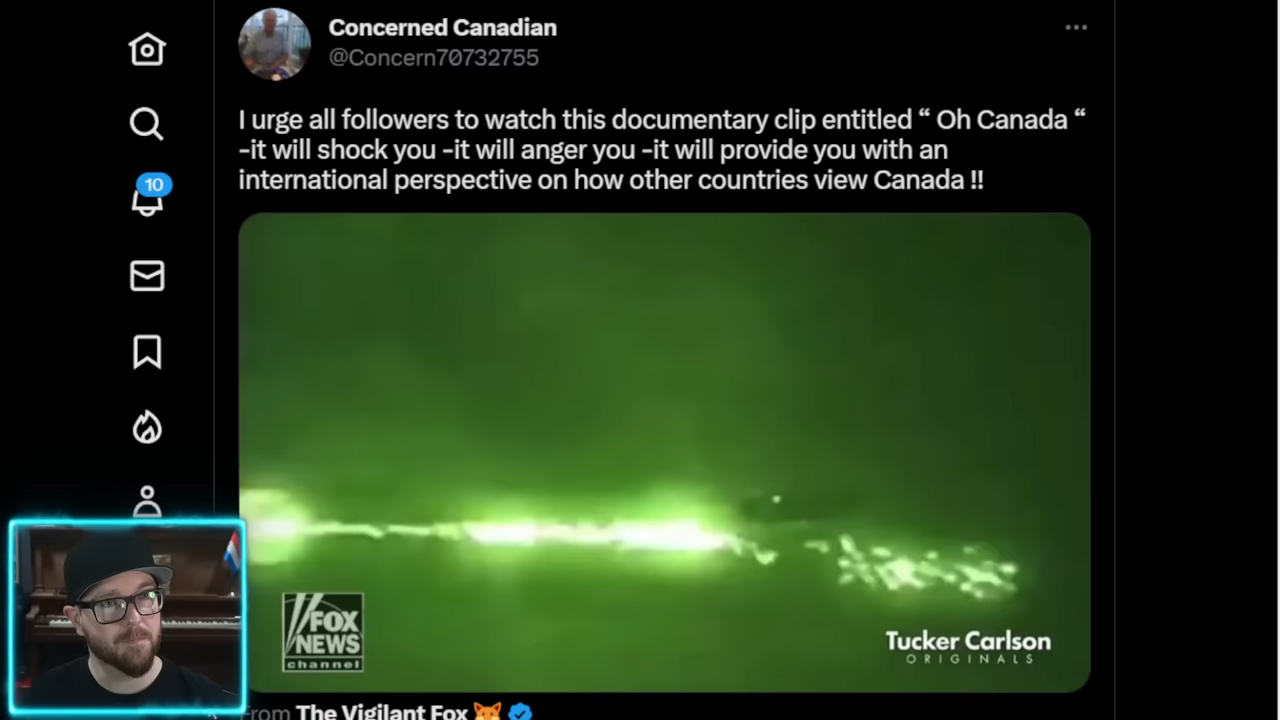 Concerned Canadian
@Concern70732755
I urge all followers to watch this documentary clip entitled “ Oh Canada “
-it will shock you -it will anger you -it will provide you with an
international perspective on how other countries view Canada !!
10
FOX
NEWS
channel
Tucker Carlson
ORIGINALS
From The Vigilant Fox